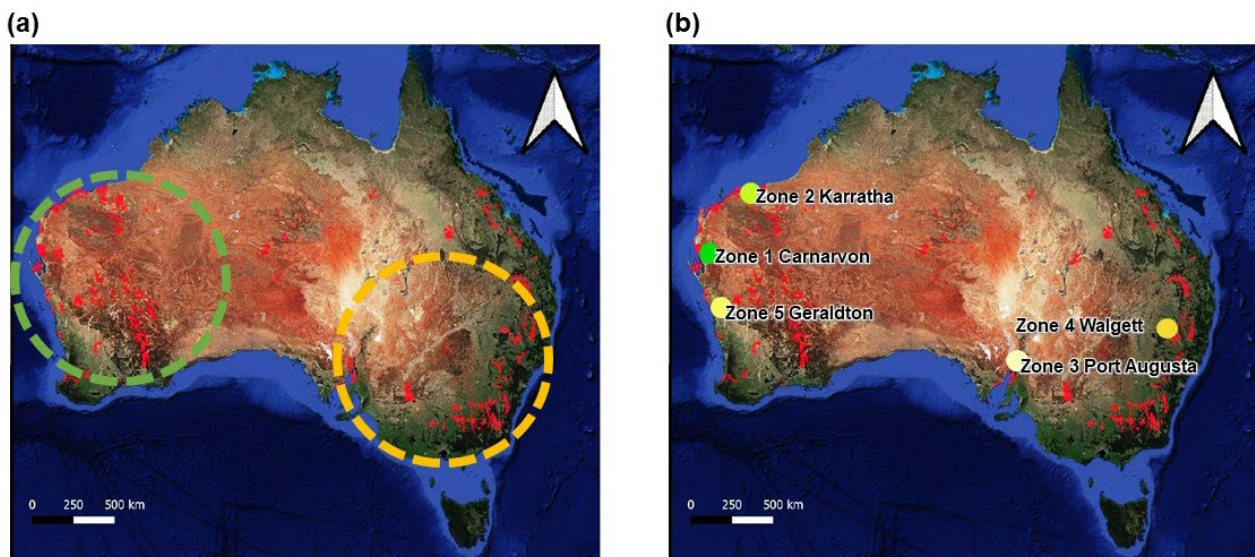 (a)
0 250 500 km
(b)
Zone 2 Karratha
Zone 1 Carnarvon
Zone 5 Geraldton
Zone 4 Walgett
Zone 3 Port Augusta
0 250 500 km